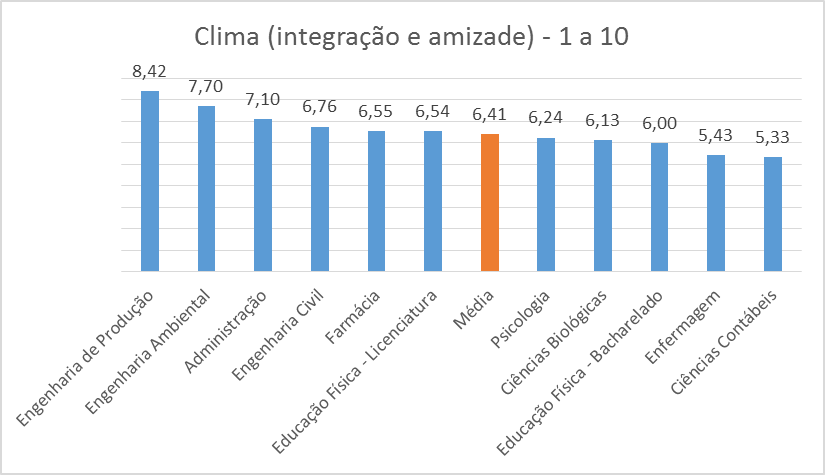 Clima (integração e amizade) - 1 a 10
8,42
7,70
7,10
6,76
6,55
6,54
6,41
6,24
6,13
6,00
5,43
5,33
Engenharia de Produção
Engenharia Ambiental
Administração
Engenharia Civil
Farmácia
Educação Física - Licenciatura
Média
Psicologia
Ciências Biológicas
Educação Física - Bacharelado
Enfermagem
Ciências Contábeis